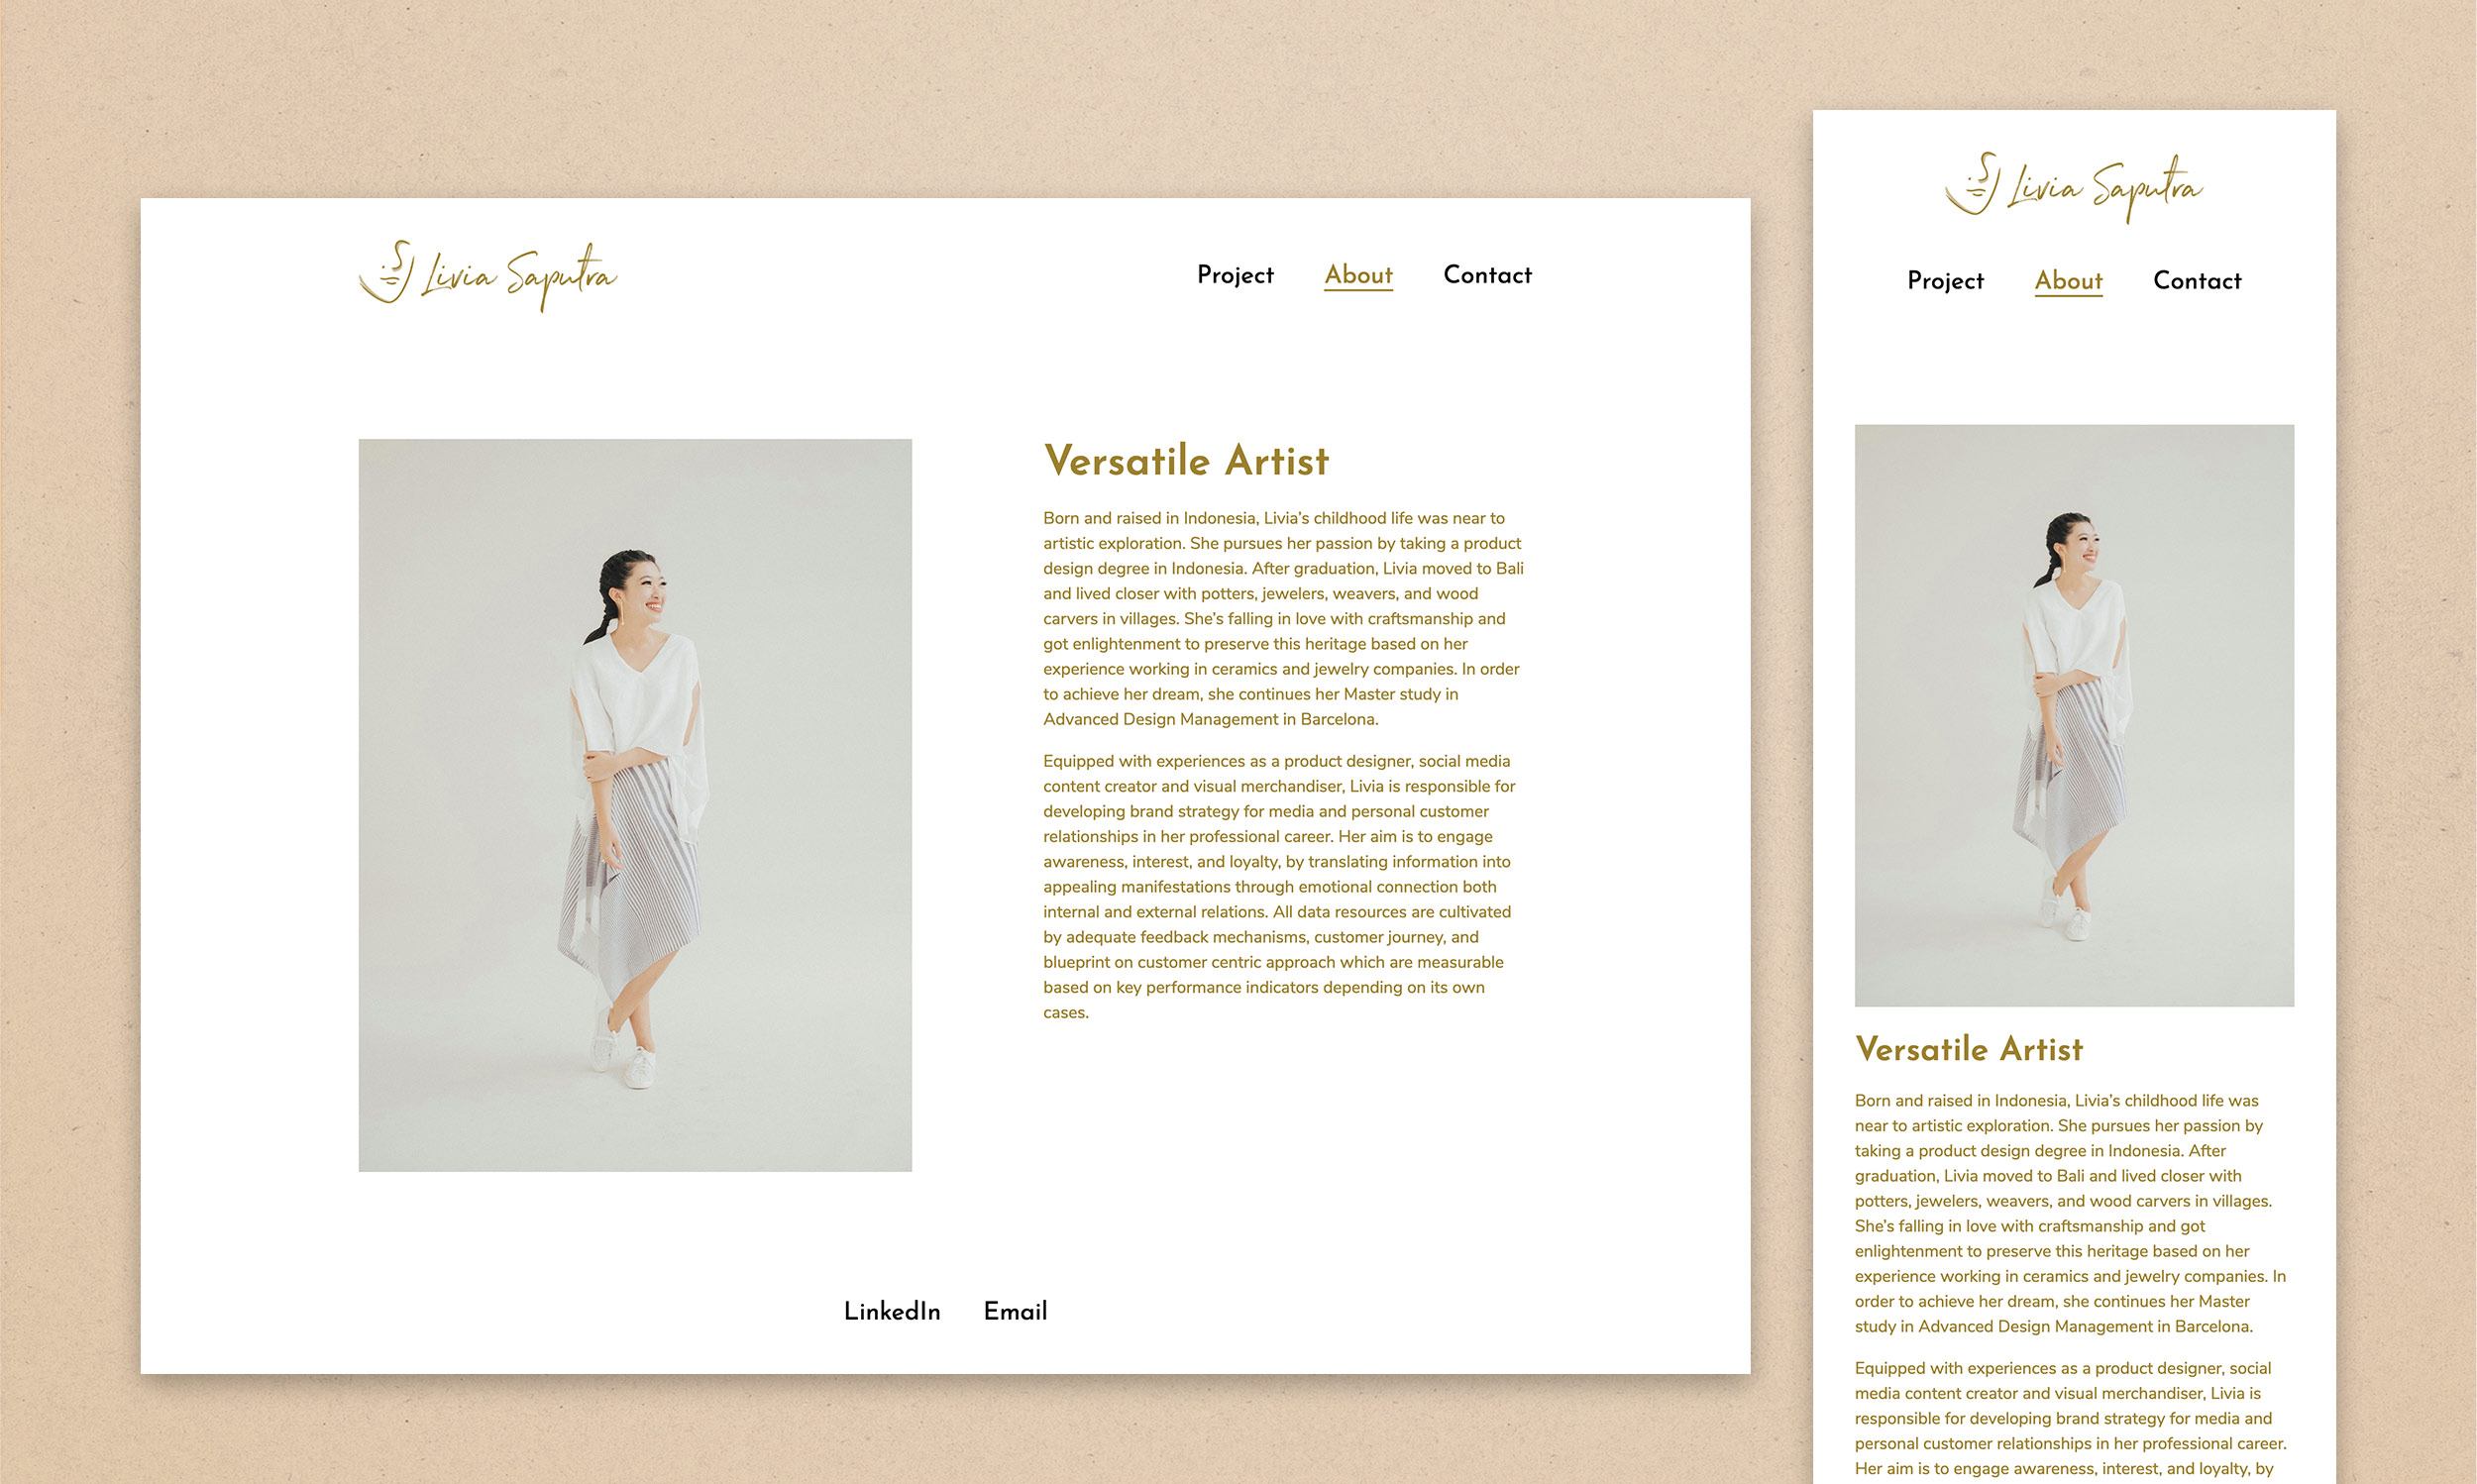 Livia Saputra
Project About Contact
Versatile Artist
Born and raised in Indonesia, Livia's childhood life was near to
artistic exploration. She pursues her passion by taking a product
design degree in Indonesia. After graduation, Livia moved to Bali
and lived closer with potters, jewelers, weavers, and wood
carvers in villages. She's falling in love with craftsmanship and
got enlightenment to preserve this heritage based on her
experience working in ceramics and jewelry companies. In order
to achieve her dream, she continues her Master study in
Advanced Design Management in Barcelona.
Equipped with experiences as a product designer, social media
content creator and visual merchandiser, Livia is responsible for
developing brand strategy for media and personal customer
relationships in her professional career. Her aim is to engage
awareness, interest, and loyalty, by translating information into
appealing manifestations through emotional connection both
internal and external relations. All data resources are cultivated
by adequate feedback mechanisms, customer journey, and
blueprint on customer centric approach which are measurable
based on key performance indicators depending on its own
cases.
LinkedIn Email
Livia Saputra
Project About Contact
Versatile Artist
Born and raised in Indonesia, Livia's childhood life was
near to artistic exploration. She pursues her passion by
taking a product design degree in Indonesia. After
graduation, Livia moved to Bali and lived closer with
potters, jewelers, weavers, and wood carvers in villages.
She's falling in love with craftsmanship and got
enlightenment to preserve this heritage based on her
experience working in ceramics and jewelry companies. In
order to achieve her dream, she continues her Master
study in Advanced Design Management in Barcelona.
Equipped with experiences as a product designer, social
media content creator and visual merchandiser, Livia is
responsible for developing brand strategy for media and
personal customer relationships in her professional career.
Her aim is to engage awareness, interest, and loyalty, by